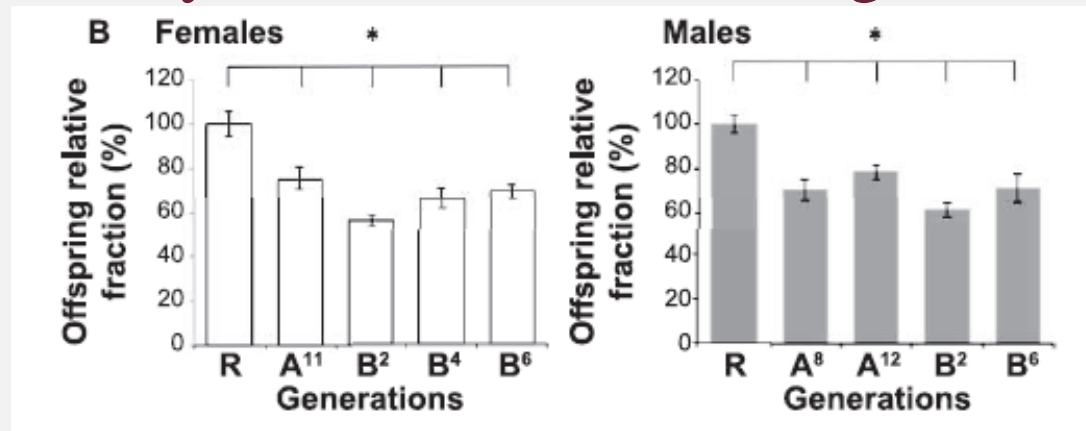 B Females *
120
100
80
60
40
20
0
Offspring relative
fraction (%)
R A¹¹ B² B⁴ B⁶
Generations
Males *
120
100
80
60
40
20
0
Offspring relative
fraction (%)
R A⁸ A¹² B² B⁶
Generations